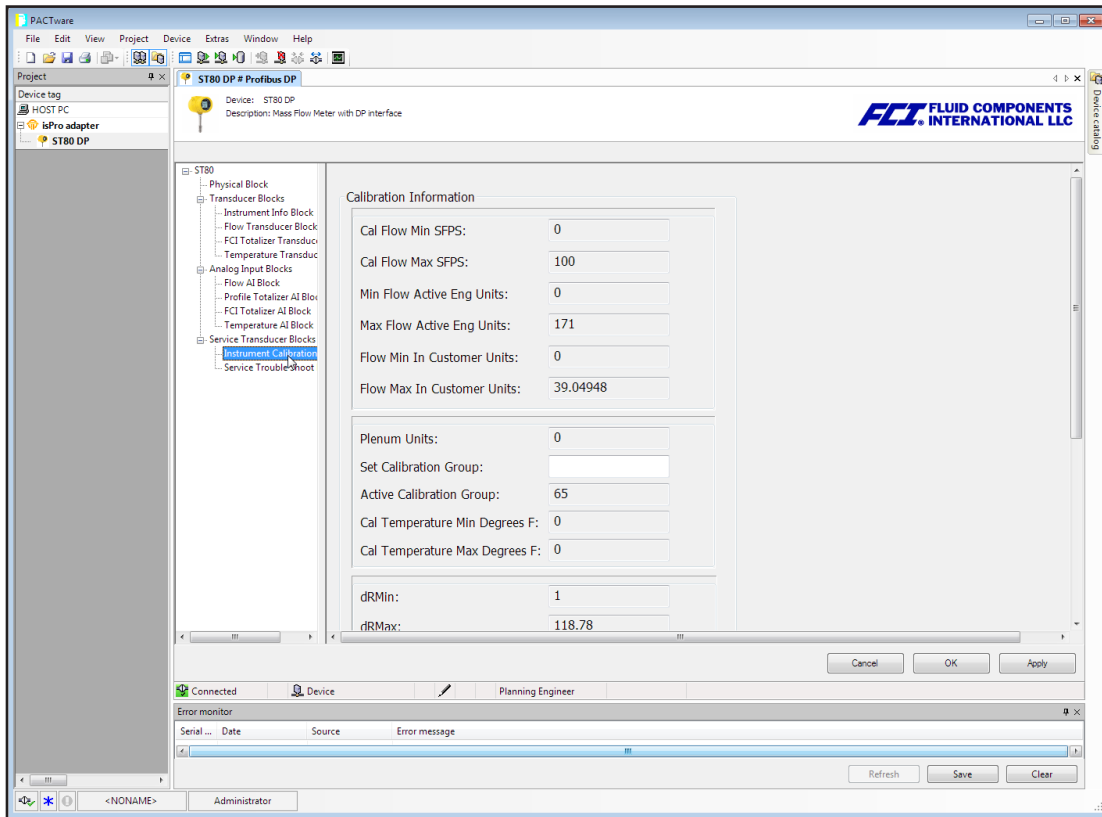 PACTware
File Edit View Project Device Extras Window Help
Project
Device tag
HOST PC
isPro adapter
ST80 DP
ST80 DP # Profibus DP
Device: ST80 DP
Description: Mass Flow Meter with DP interface
FCI. FLUID COMPONENTS
INTERNATIONAL LLC
Device catalog
ST80
Physical Block
Transducer Blocks
Instrument Info Block
Flow Transducer Block
FCI Totalizer Transduc
Temperature Transduc
Analog Input Blocks
Flow AI Block
Profile Totalizer AI Bloc
FCI Totalizer AI Block
Temperature AI Block
Service Transducer Blocks
Instrument Calibration
Service Troubleshoot
Calibration Information
Cal Flow Min SFPS: 0
Cal Flow Max SFPS: 100
Min Flow Active Eng Units: 0
Max Flow Active Eng Units: 171
Flow Min In Customer Units: 0
Flow Max In Customer Units: 39.04948
Plenum Units: 0
Set Calibration Group:
Active Calibration Group: 65
Cal Temperature Min Degrees F: 0
Cal Temperature Max Degrees F: 0
dRMin: 1
dRMax: 118.78
Cancel OK Apply
Connected Device Planning Engineer
Error monitor
Serial ... Date Source Error message
Refresh Save Clear
<NONAME> Administrator